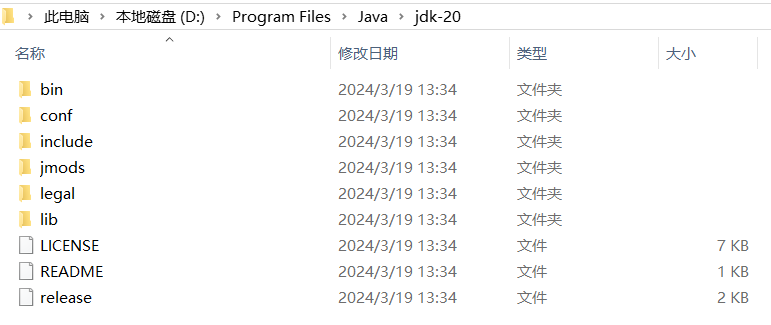 此电脑 > 本地磁盘 (D:) > Program Files > Java > jdk-20
名称 修改日期 类型 大小
bin 2024/3/19 13:34 文件夹
conf 2024/3/19 13:34 文件夹
include 2024/3/19 13:34 文件夹
jmods 2024/3/19 13:34 文件夹
legal 2024/3/19 13:34 文件夹
lib 2024/3/19 13:34 文件夹
LICENSE 2024/3/19 13:34 文件 7 KB
README 2024/3/19 13:34 文件 1 KB
release 2024/3/19 13:34 文件 2 KB